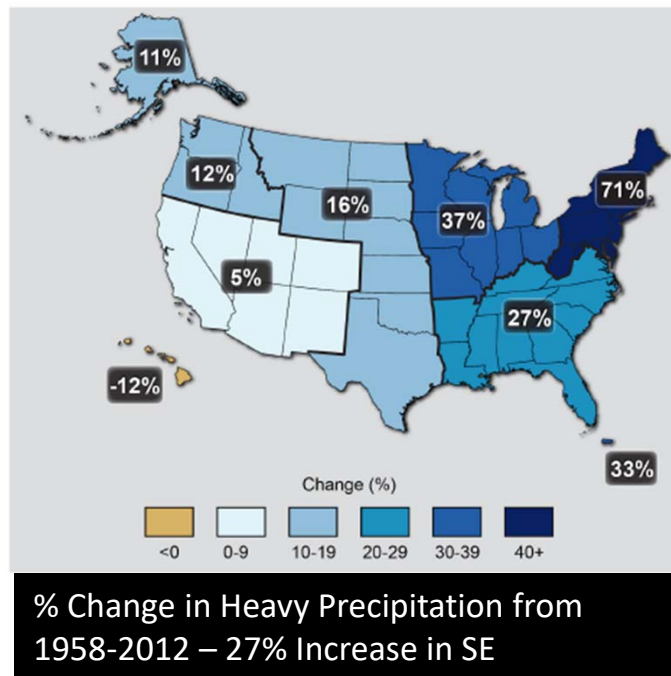 11%
12%
16%
37%
71%
5%
27%
-12%
33%
Change (%)
<0 0-9 10-19 20-29 30-39 40+
% Change in Heavy Precipitation from
1958-2012 – 27% Increase in SE